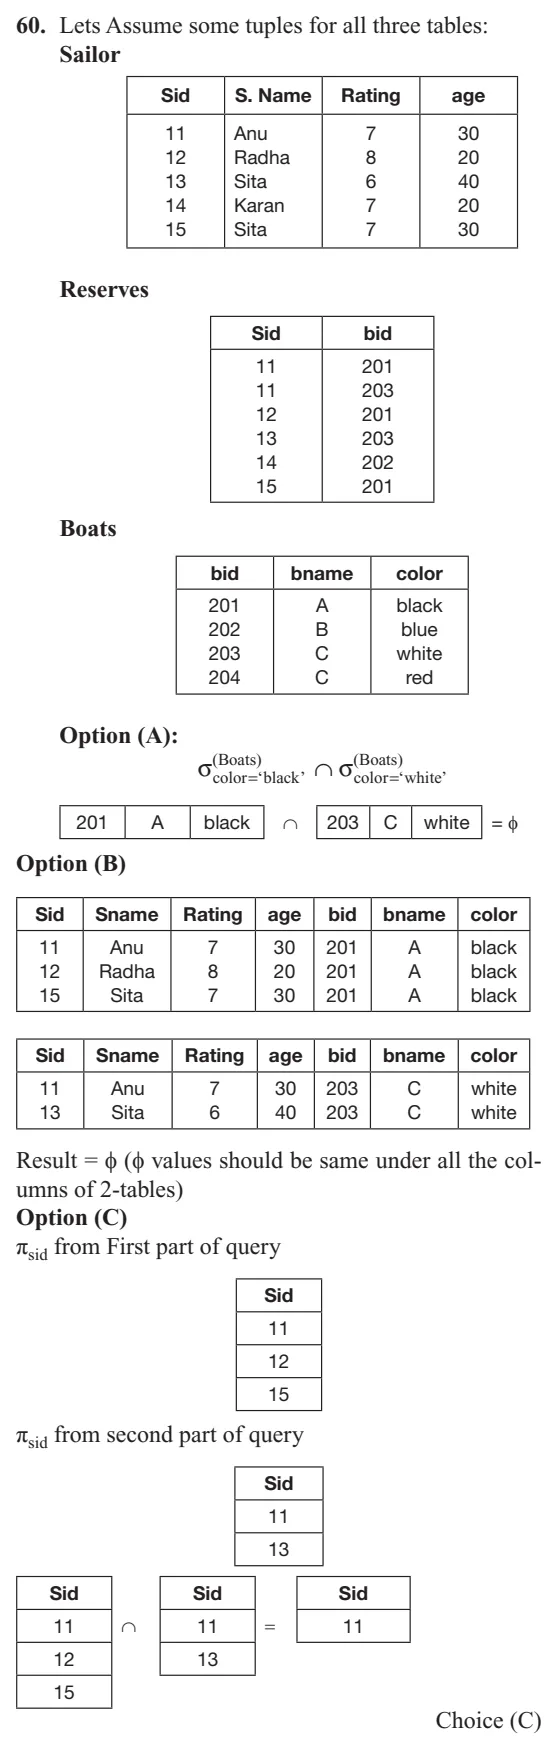 60. Lets Assume some tuples for all three tables:
Sailor
Sid S. Name Rating age
11 Anu 7 30
12 Radha 8 20
13 Sita 6 40
14 Karan 7 20
15 Sita 7 30
Reserves
Sid bid
11 201
11 203
12 201
13 203
14 202
15 201
Boats
bid bname color
201 A black
202 B blue
203 C white
204 C red
Option (A):
σ(Boats)color=‘black’ ∩ σ(Boats)color=‘white’
201 A black ∩ 203 C white = ϕ
Option (B)
Sid Sname Rating age bid bname color
11 Anu 7 30 201 A black
12 Radha 8 20 201 A black
15 Sita 7 30 201 A black
Sid Sname Rating age bid bname color
11 Anu 7 30 203 C white
13 Sita 6 40 203 C white
Result = ϕ (ϕ values should be same under all the col-
umns of 2-tables)
Option (C)
πsid from First part of query
Sid
11
12
15
πsid from second part of query
Sid
11
13
Sid Sid Sid
11 ∩ 11 = 11
12 13
15
Choice (C)